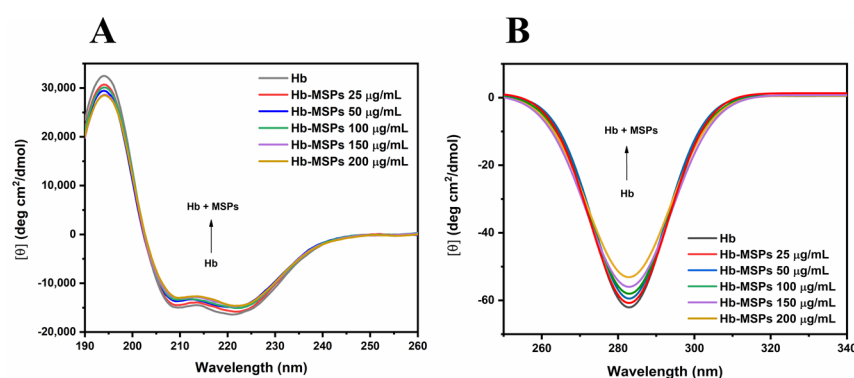 A
[θ] (deg cm²/dmol)
30,000
20,000
10,000
0
-10,000
-20,000
190 200 210 220 230 240 250 260
Wavelength (nm)
Hb
Hb-MSPs 25 μg/mL
Hb-MSPs 50 μg/mL
Hb-MSPs 100 μg/mL
Hb-MSPs 150 μg/mL
Hb-MSPs 200 μg/mL
Hb + MSPs
Hb
B
[θ] (deg cm²/dmol)
0
-20
-40
-60
260 280 300 320 340
Wavelength (nm)
Hb + MSPs
Hb
Hb
Hb-MSPs 25 μg/mL
Hb-MSPs 50 μg/mL
Hb-MSPs 100 μg/mL
Hb-MSPs 150 μg/mL
Hb-MSPs 200 μg/mL